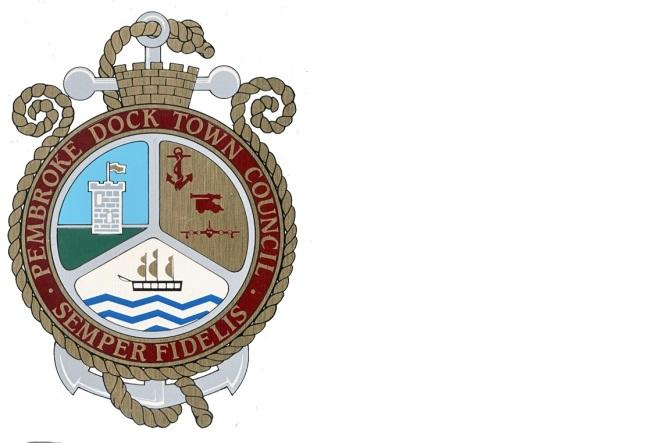 PEMBROKE DOCK TOWN COUNCIL
SEMPER FIDELIS